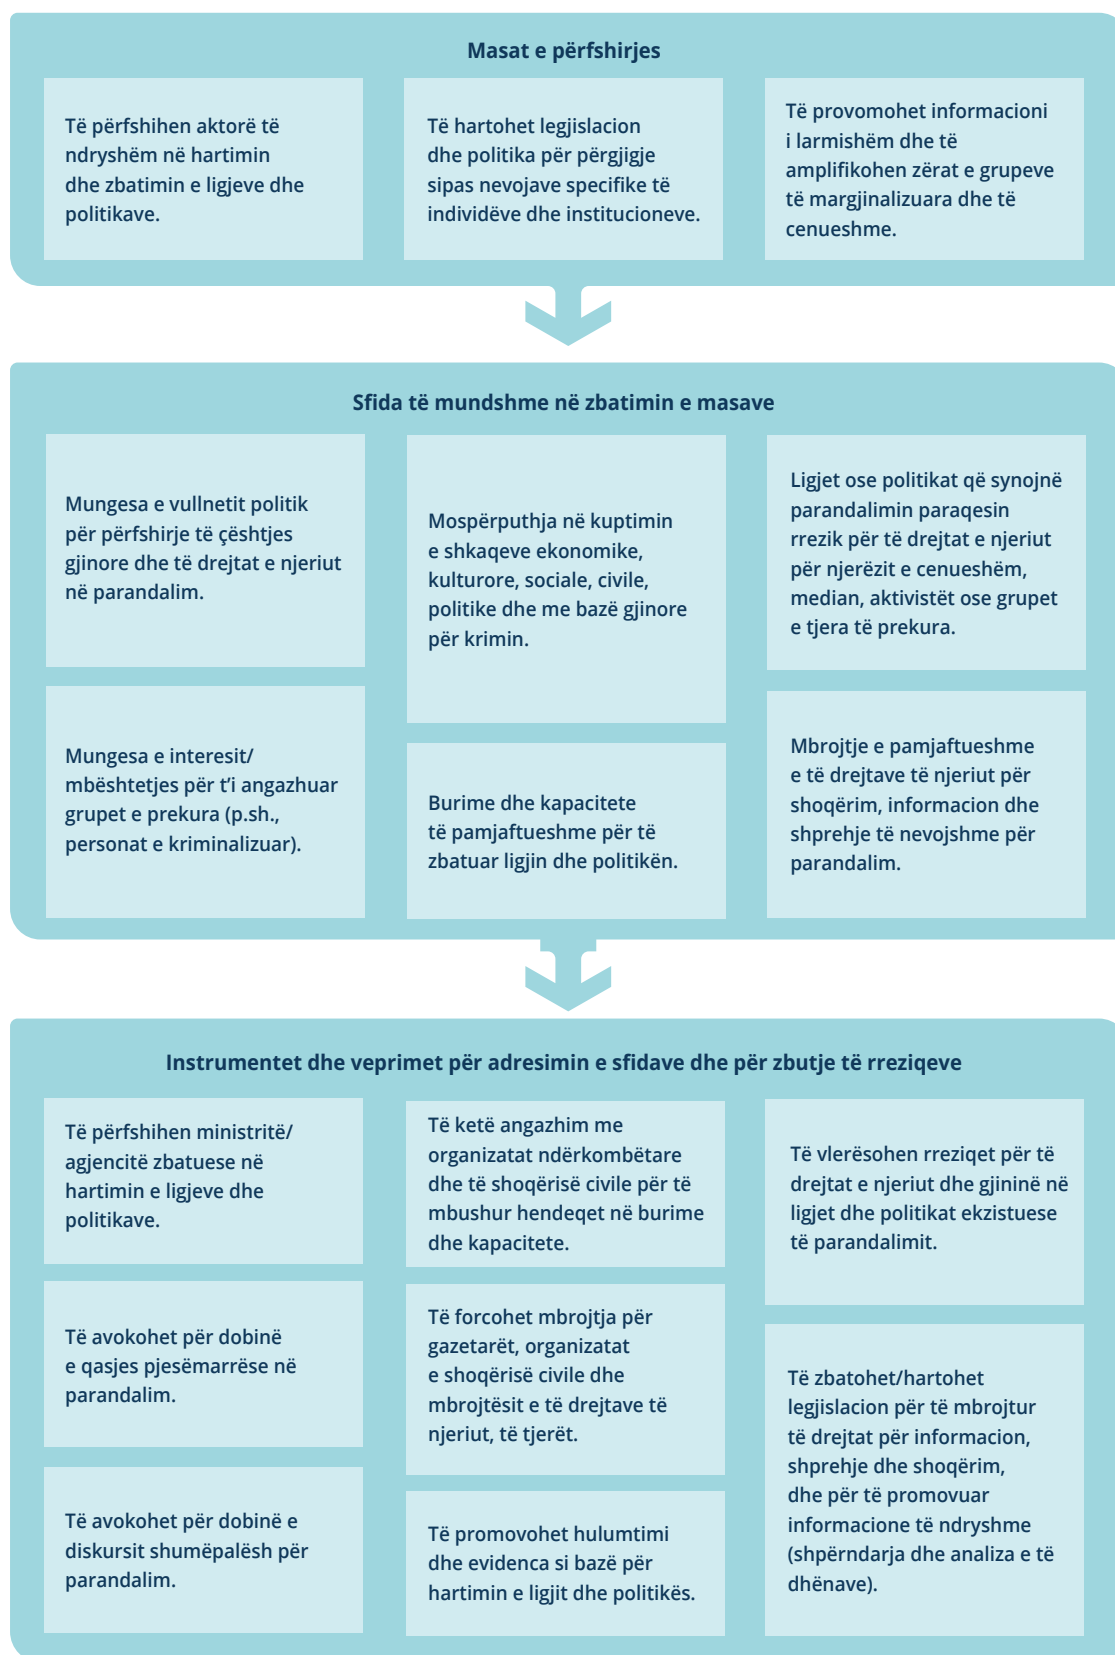 Masat e përfshirjes
Të përfshihen aktorë të
ndryshëm në hartimin
dhe zbatimin e ligjeve dhe
politikave.
Të hartohet legjislacion
dhe politika për përgjigje
sipas nevojave specifike të
individëve dhe institucioneve.
Të provomohet informacioni
i larmishëm dhe të
amplifikohen zërat e grupeve
të margjinalizuara dhe të
cenueshme.
Sfida të mundshme në zbatimin e masave
Mungesa e vullnetit politik
për përfshirje të çështjes
gjinore dhe të drejtat e njeriut
në parandalim.
Mospërputhja në kuptimin
e shkaqeve ekonomike,
kulturore, sociale, civile,
politike dhe me bazë gjinore
për krimin.
Ligjet ose politikat që synojnë
parandalimin paraqesin
rrezik për të drejtat e njeriut
për njerëzit e cenueshëm,
median, aktivistët ose grupet
e tjera të prekura.
Mungesa e interesit/
mbështetjes për t'i angazhuar
grupet e prekura (p.sh.,
personat e kriminalizuar).
Burime dhe kapacitete
të pamjaftueshme për të
zbatuar ligjin dhe politikën.
Mbrojtje e pamjaftueshme
e të drejtave të njeriut për
shoqërim, informacion dhe
shprehje të nevojshme për
parandalim.
Instrumentet dhe veprimet për adresimin e sfidave dhe për zbutje të rreziqeve
Të përfshihen ministritë/
agjencitë zbatuese në
hartimin e ligjeve dhe
politikave.
Të ketë angazhim me
organizatat ndërkombëtare
dhe të shoqërisë civile për të
mbushur hendeqet në burime
dhe kapacitete.
Të vlerësohen rreziqet për të
drejtat e njeriut dhe gjininë në
ligjet dhe politikat ekzistuese
të parandalimit.
Të avokohet për dobinë
e qasjes pjesëmarrëse në
parandalim.
Të forcohet mbrojtja për
gazetarët, organizatat
e shoqërisë civile dhe
mbrojtësit e të drejtave të
njeriut, të tjerët.
Të zbatohet/hartohet
legjislacion për të mbrojtur
të drejtat për informacion,
shprehje dhe shoqërim,
dhe për të promovuar
informacione të ndryshme
(shpërndarja dhe analiza e të
dhënave).
Të avokohet për dobinë e
diskursit shumëpalësh për
parandalim.
Të promovohet hulumtimi
dhe evidenca si bazë për
hartimin e ligjit dhe politikës.